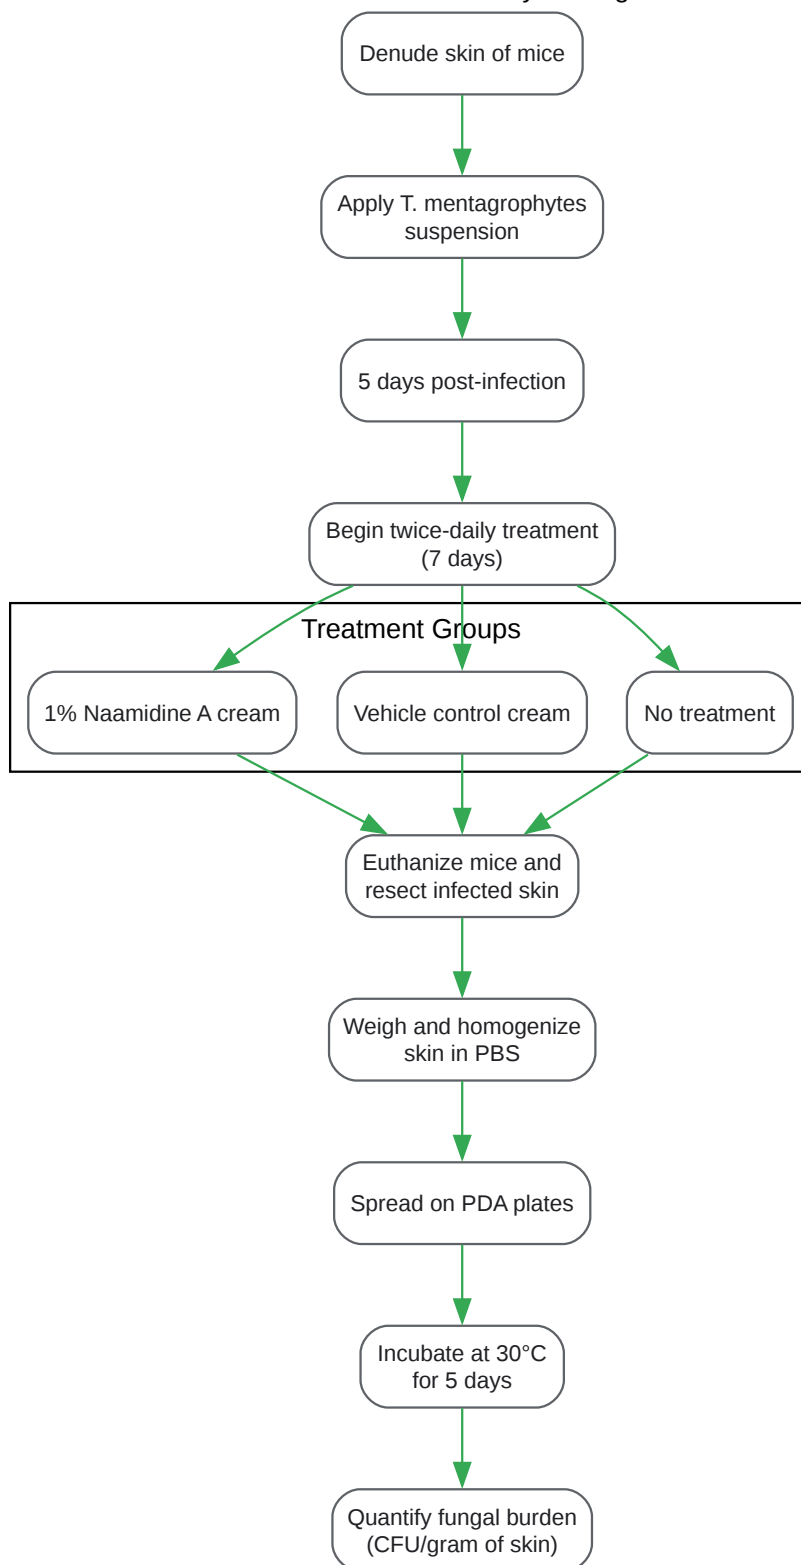 Denude skin of mice
Apply T. mentagrophytes
suspension
5 days post-infection
Begin twice-daily treatment
(7 days)
Treatment Groups
1% Naamidine A cream
Vehicle control cream
No treatment
Euthanize mice and
resect infected skin
Weigh and homogenize
skin in PBS
Spread on PDA plates
Incubate at 30°C
for 5 days
Quantify fungal burden
(CFU/gram of skin)